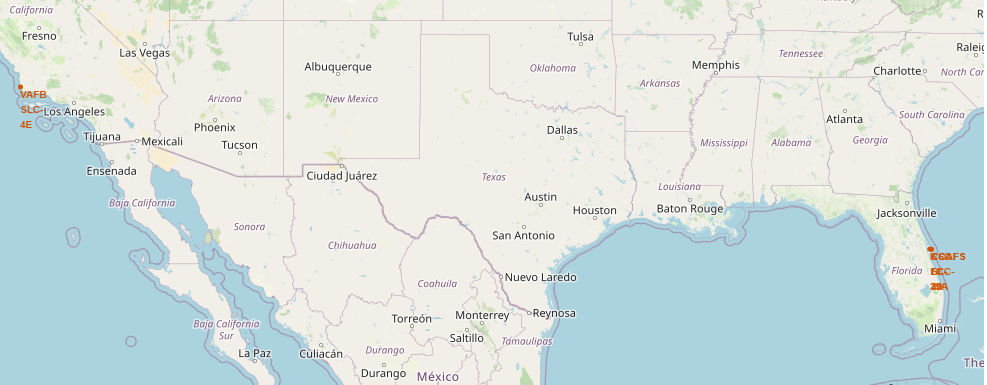 California
Kentucky
R
Fresno
Tulsa
Las Vegas
Tennessee
Raleig
Albuquerque
Memphis
Oklahoma
Charlotte
North Car
Arkansas
VAFB
SLC-
4E
Los Angeles
Arizona
New Mexico
Atlanta
South Carolina
Phoenix
Dallas
Tijuana
Mexicali
Tucson
Mississippi
Alabama
Georgia
Ensenada
Ciudad Juárez
Texas
Louisiana
Baja California
Austin
Houston
Baton Rouge
Jacksonville
Sonora
San Antonio
Chihuahua
Florida
Nuevo Laredo
Coahuila
Torreón
Monterrey
Reynosa
Baja California
Sur
Saltillo
Tamaulipas
Miami
La Paz
Culiacán
Durango
Durango
México
The